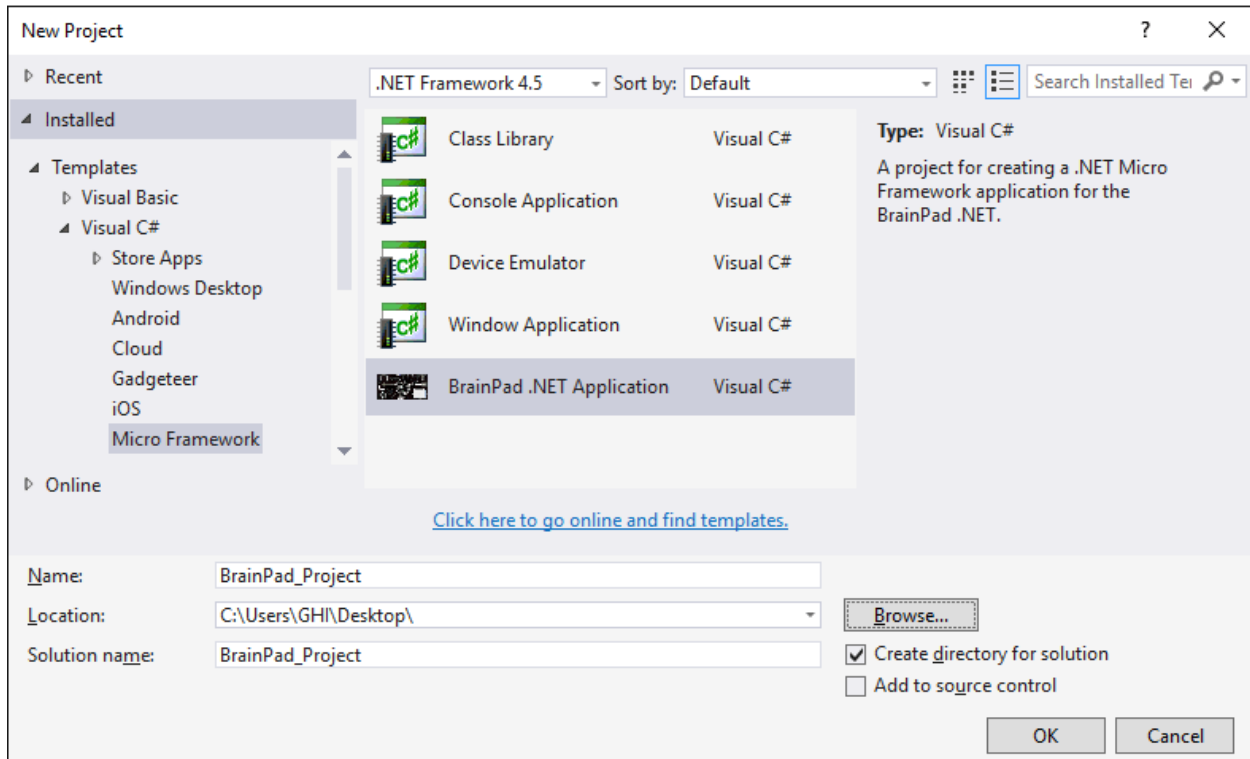 New Project
?
Recent
.NET Framework 4.5
Sort by:
Default
Search Installed Te
Installed
Templates
Visual Basic
Visual C#
Store Apps
Windows Desktop
Android
Cloud
Gadgeteer
iOS
Micro Framework
Online
C#
Class Library
Visual C#
C#
Console Application
Visual C#
C#
Device Emulator
Visual C#
C#
Window Application
Visual C#
BrainPad .NET Application
Visual C#
Type: Visual C#
A project for creating a .NET Micro
Framework application for the
BrainPad .NET.
Click here to go online and find templates.
Name:
BrainPad_Project
Location:
C:\Users\GHI\Desktop\
Browse...
Solution name:
BrainPad_Project
Create directory for solution
Add to source control
OK
Cancel